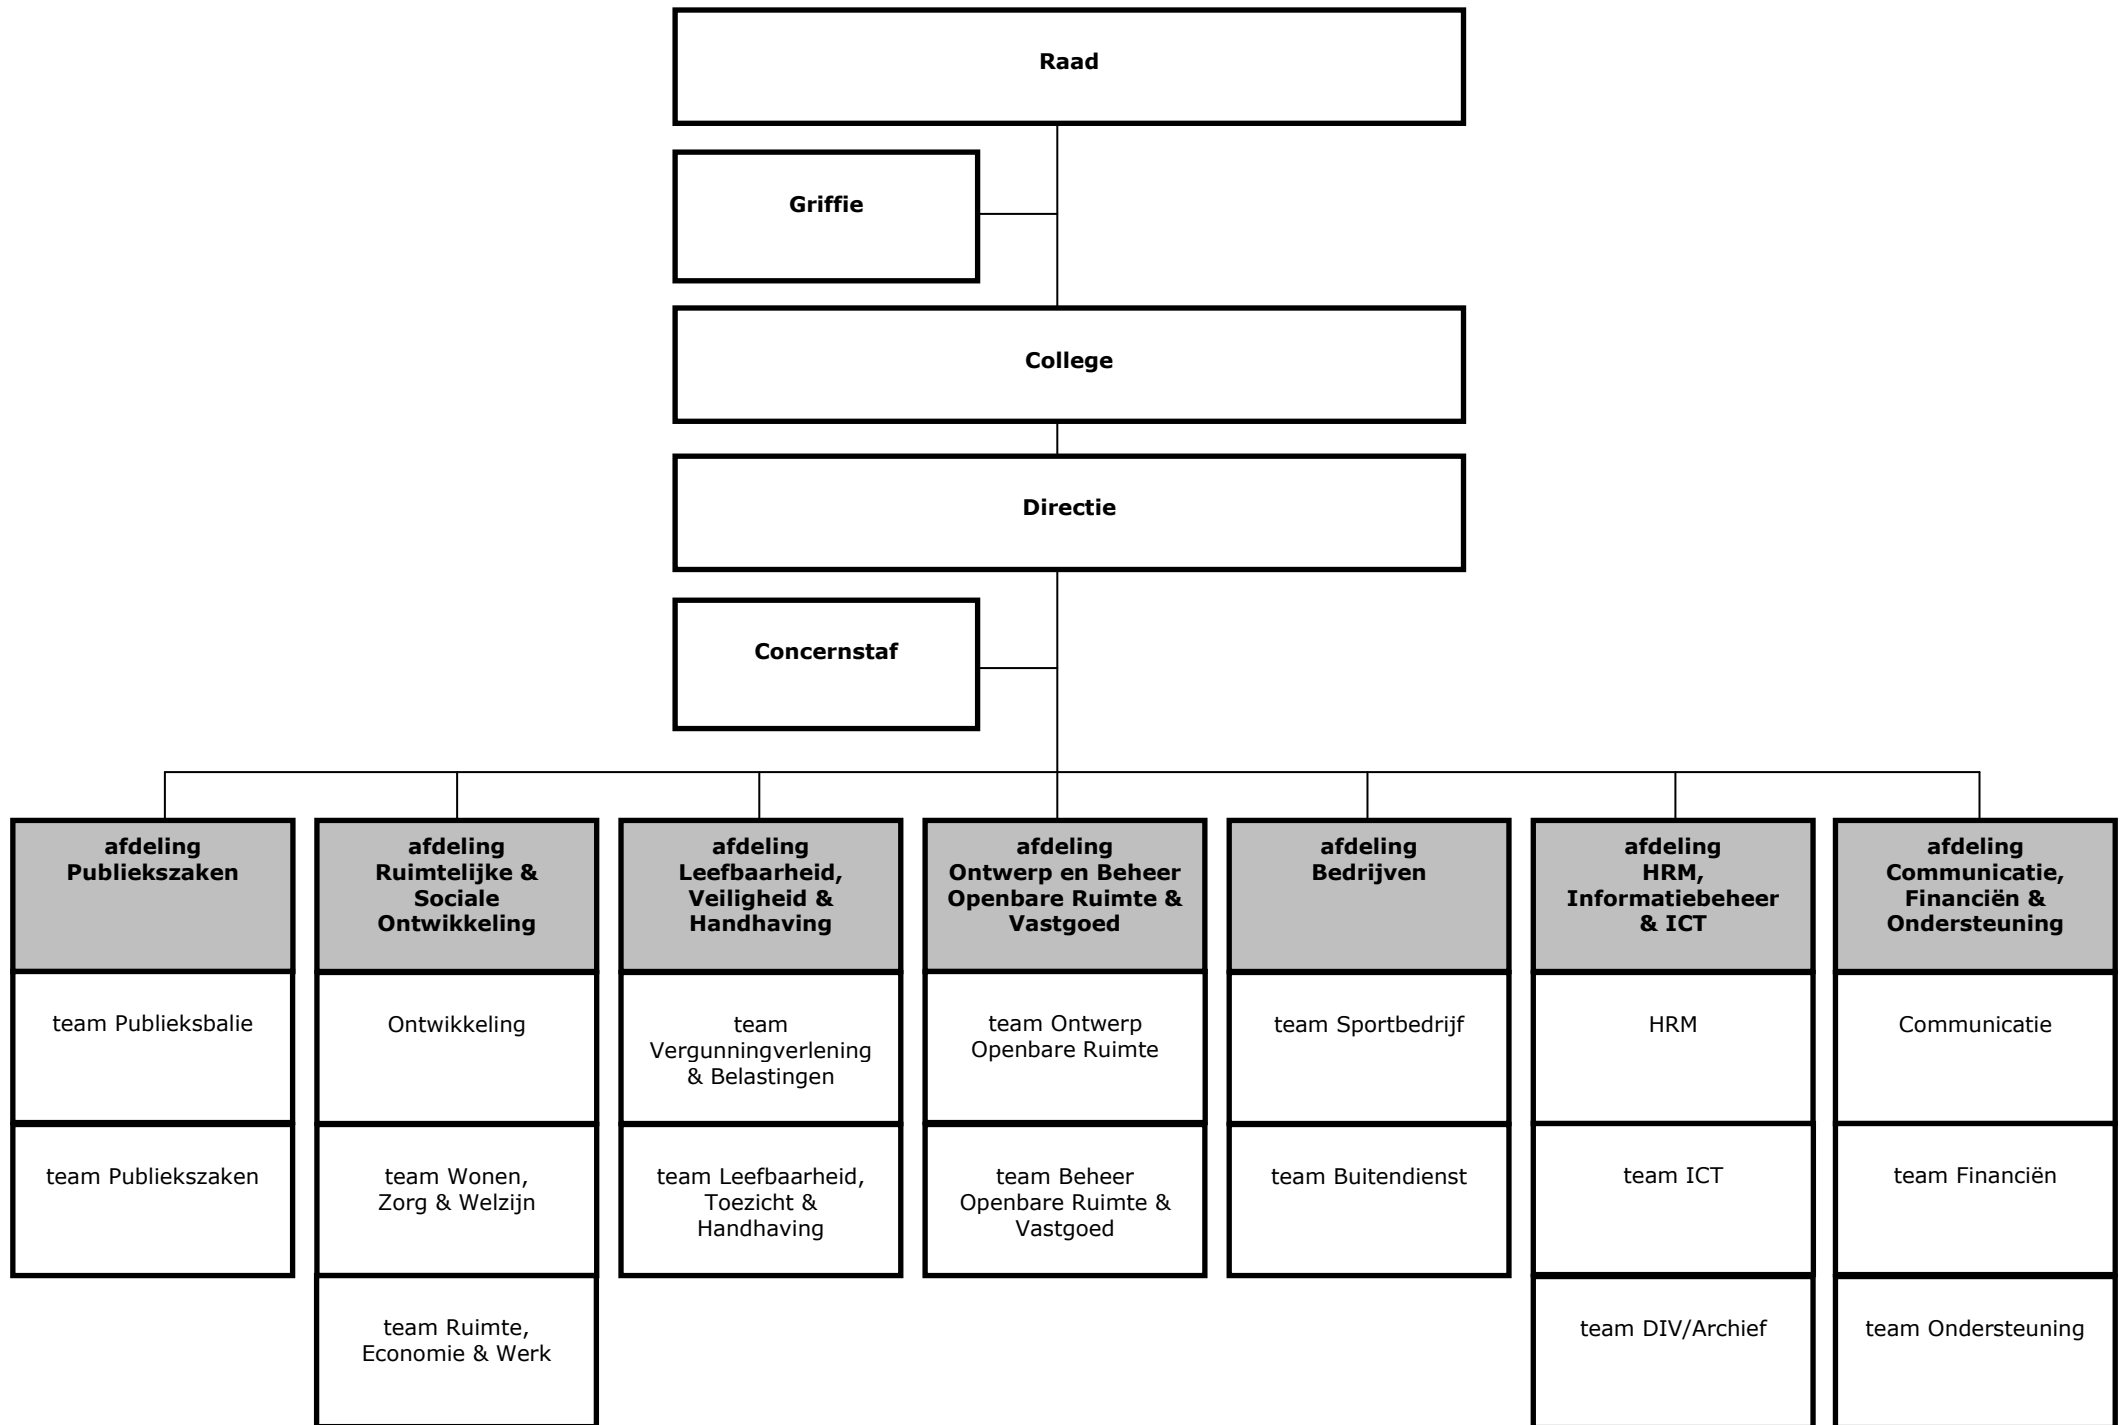 Raad
Griffie
College
Directie
Concernstaf
afdeling
Publiekszaken
team Publieksbalie
team Publiekszaken
afdeling
Ruimtelijke &
Sociale
Ontwikkeling
Ontwikkeling
team Wonen,
Zorg & Welzijn
team Ruimte,
Economie & Werk
afdeling
Leefbaarheid,
Veiligheid &
Handhaving
team
Vergunningverlening
& Belastingen
team Leefbaarheid,
Toezicht &
Handhaving
afdeling
Ontwerp en Beheer
Openbare Ruimte &
Vastgoed
team Ontwerp
Openbare Ruimte
team Beheer
Openbare Ruimte &
Vastgoed
afdeling
Bedrijven
team Sportbedrijf
team Buitendienst
afdeling
HRM,
Informatiebeheer
& ICT
HRM
team ICT
team DIV/Archief
afdeling
Communicatie,
Financiën &
Ondersteuning
Communicatie
team Financiën
team Ondersteuning